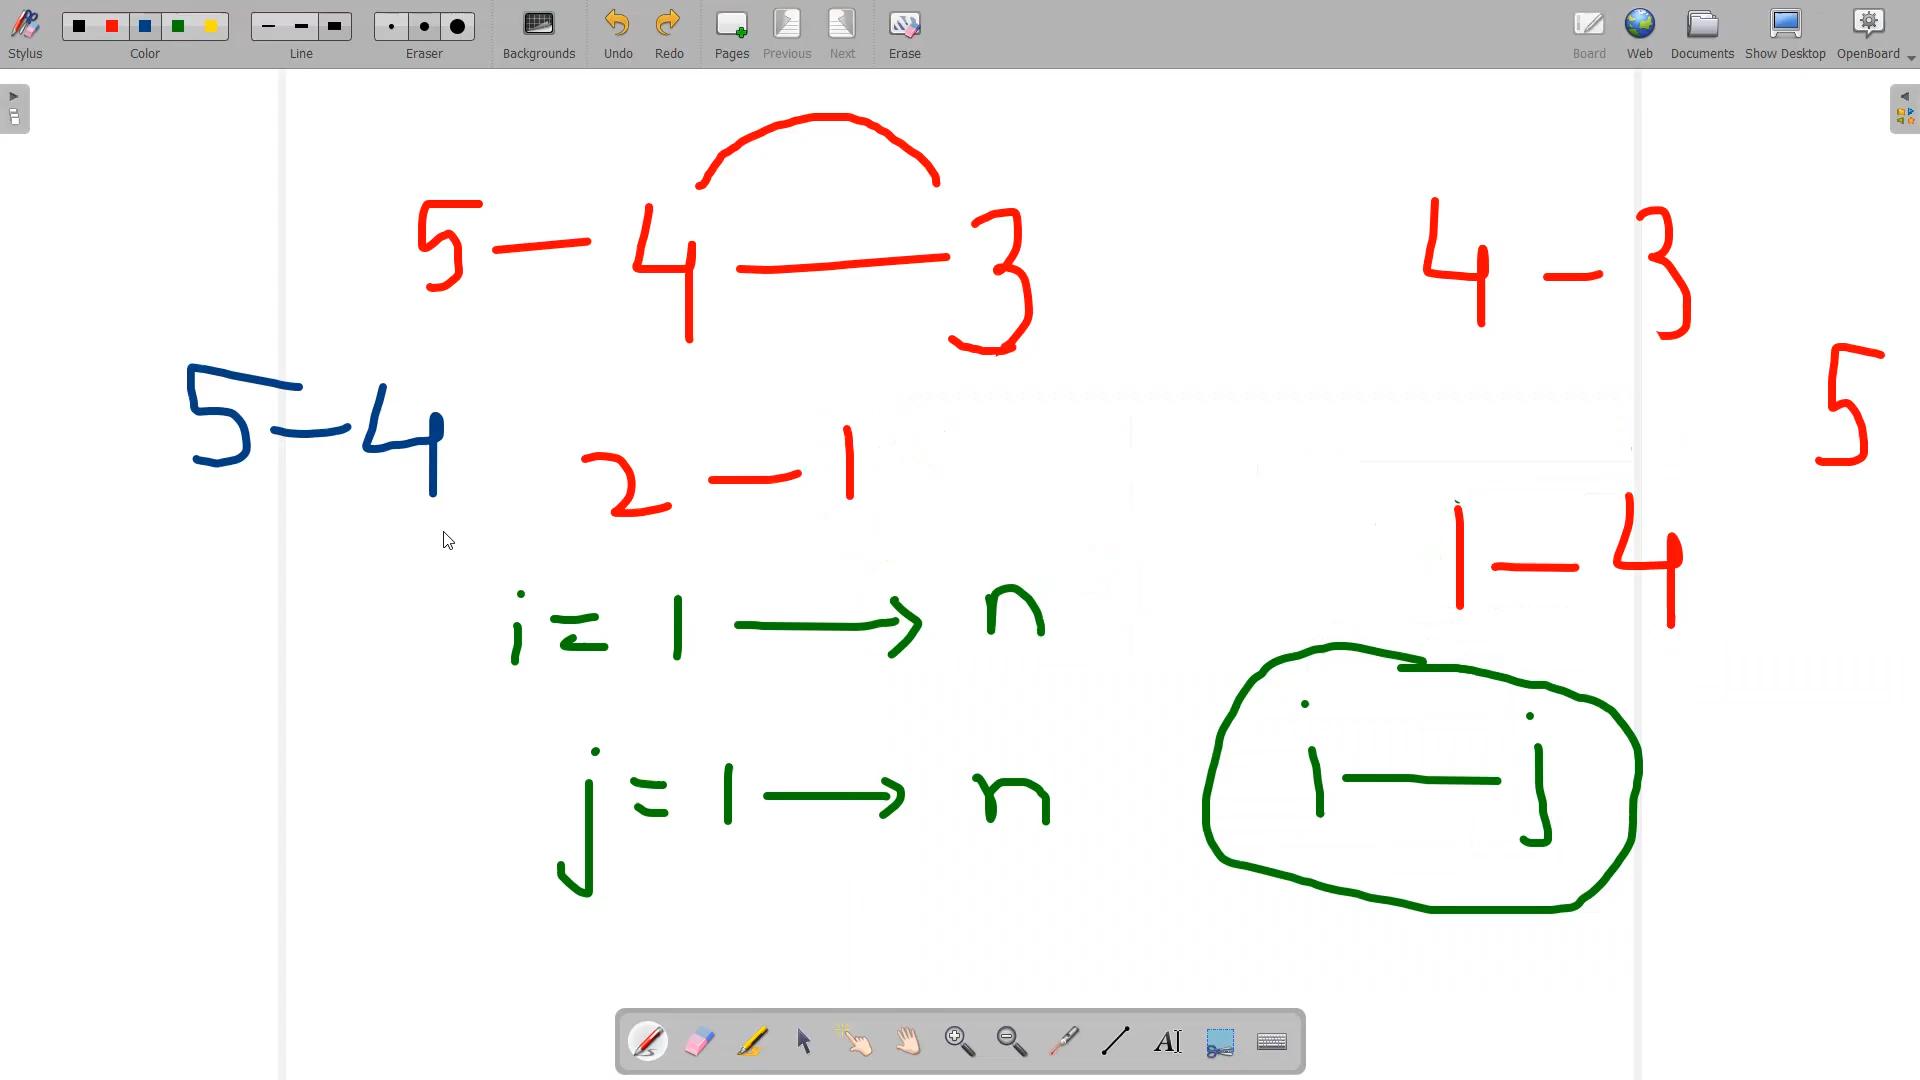 Stylus Color Line Eraser Backgrounds Undo Redo Pages Previous Next Erase Board Web Documents Show Desktop OpenBoard
5 — 4 — 3
4 - 3
5 - 4
5
2 - 1
1 - 4
i = 1 → n
i — j
j = 1 → n